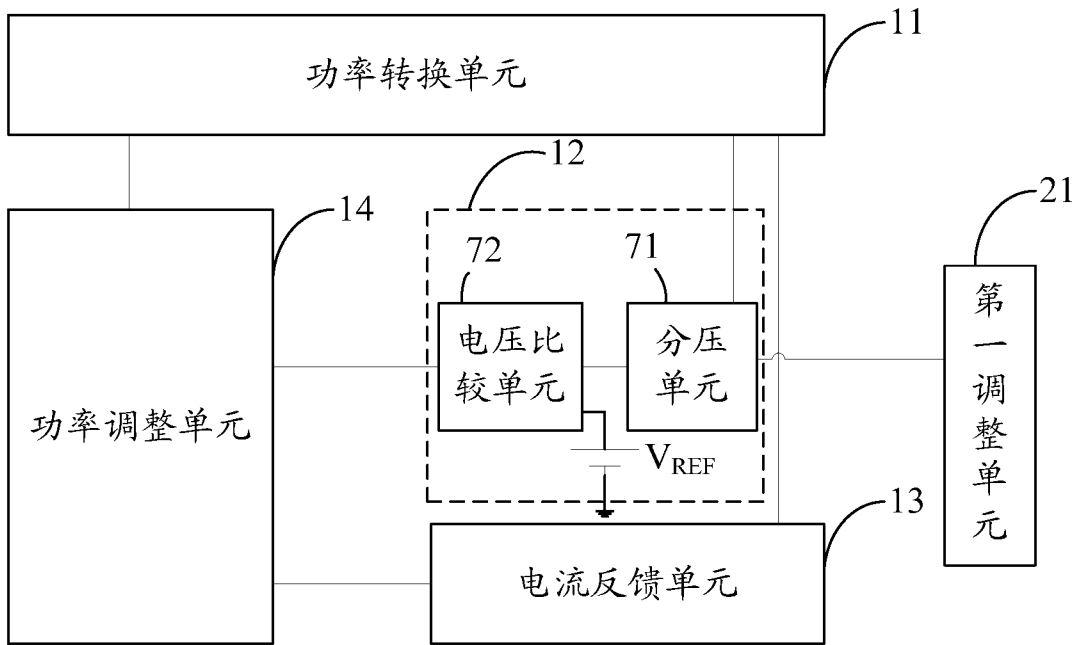 11
功率转换单元
12
14
21
72
71
电压比
较单元
分压
单元
第一调整单元
功率调整单元
VREF
13
电流反馈单元